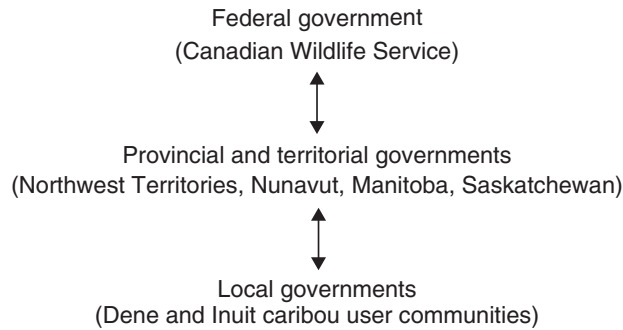 Federal government
(Canadian Wildlife Service)
Provincial and territorial governments
(Northwest Territories, Nunavut, Manitoba, Saskatchewan)
Local governments
(Dene and Inuit caribou user communities)